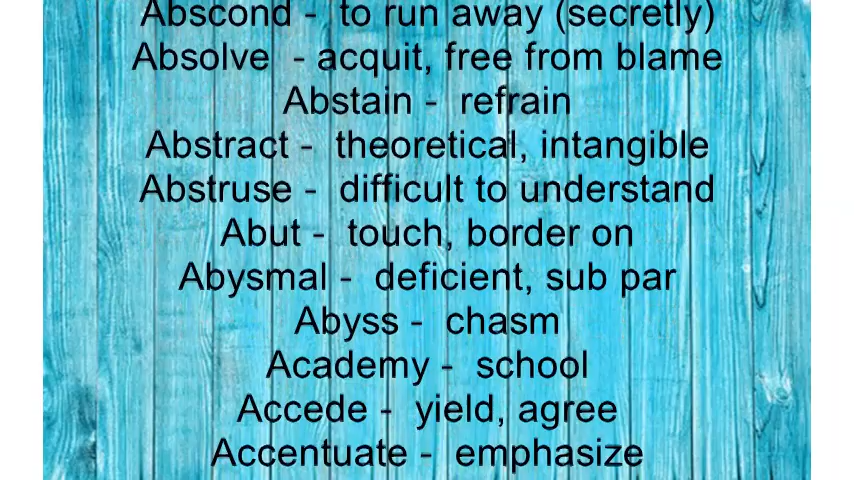 Abscond - to run away (secretly)
Absolve - acquit, free from blame
Abstain - refrain
Abstract - theoretical, intangible
Abstruse - difficult to understand
Abut - touch, border on
Abysmal - deficient, sub par
Abyss - chasm
Academy - school
Accede - yield, agree
Accentuate - emphasize